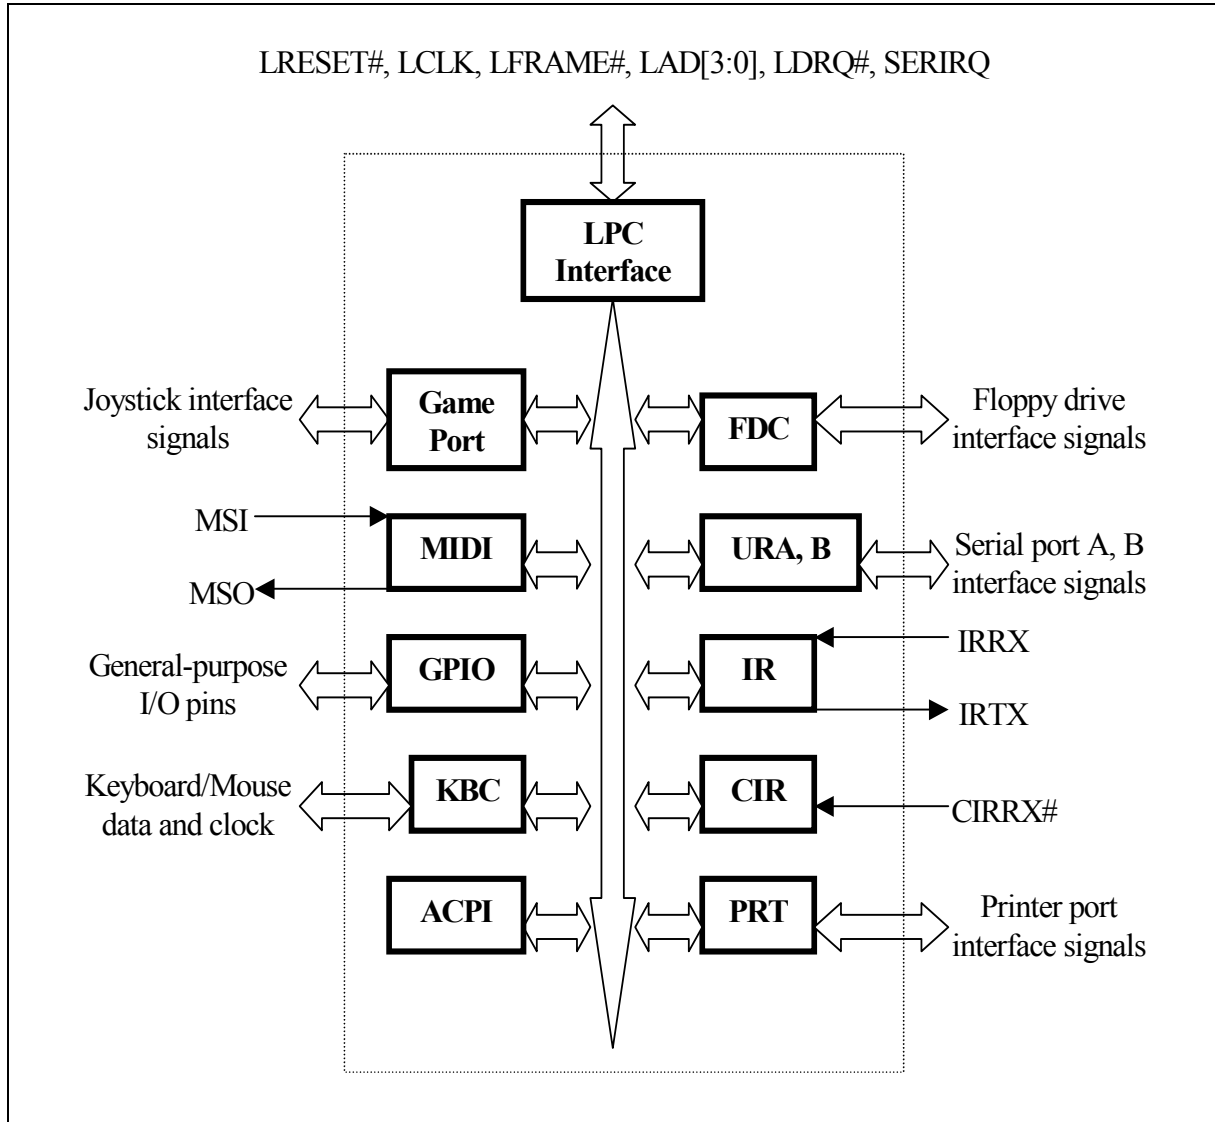 LRESET#, LCLK, LFRAME#, LAD[3:0], LDRQ#, SERIRQ
LPC
Interface
Joystick interface
signals
Game
Port
FDC
Floppy drive
interface signals
MSI
MIDI
MSO
URA, B
Serial port A, B
interface signals
General-purpose
I/O pins
GPIO
IR
IRRX
IRTX
Keyboard/Mouse
data and clock
KBC
CIR
CIRRX#
ACPI
PRT
Printer port
interface signals